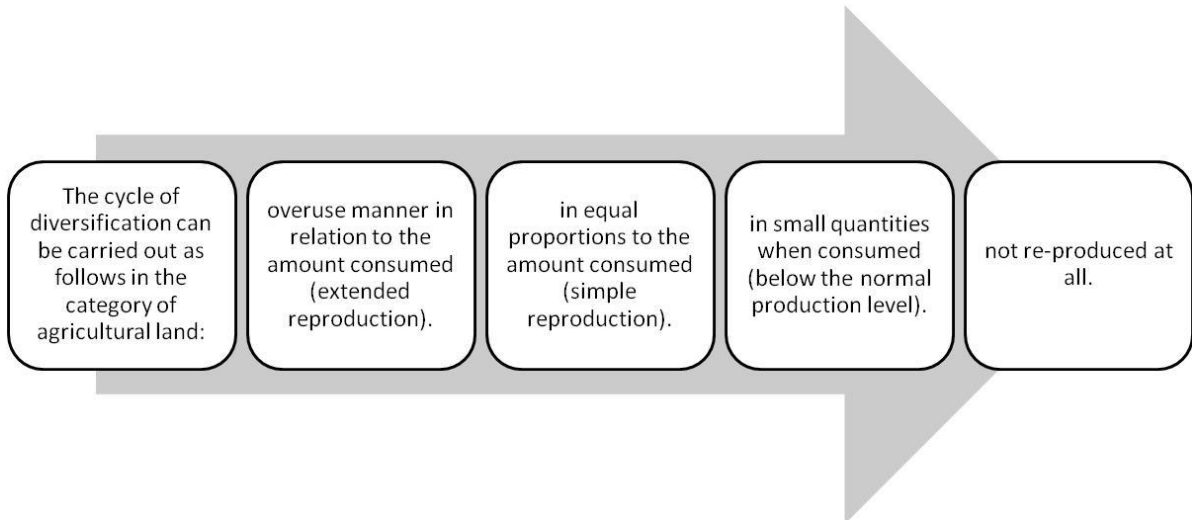 The cycle of
diversification can
be carried out as
follows in the
category of
agricultural land:
overuse manner in
relation to the
amount consumed
(extended
reproduction).
in equal
proportions to the
amount consumed
(simple
reproduction).
in small quantities
when consumed
(below the normal
production level).
not re-produced at
all.